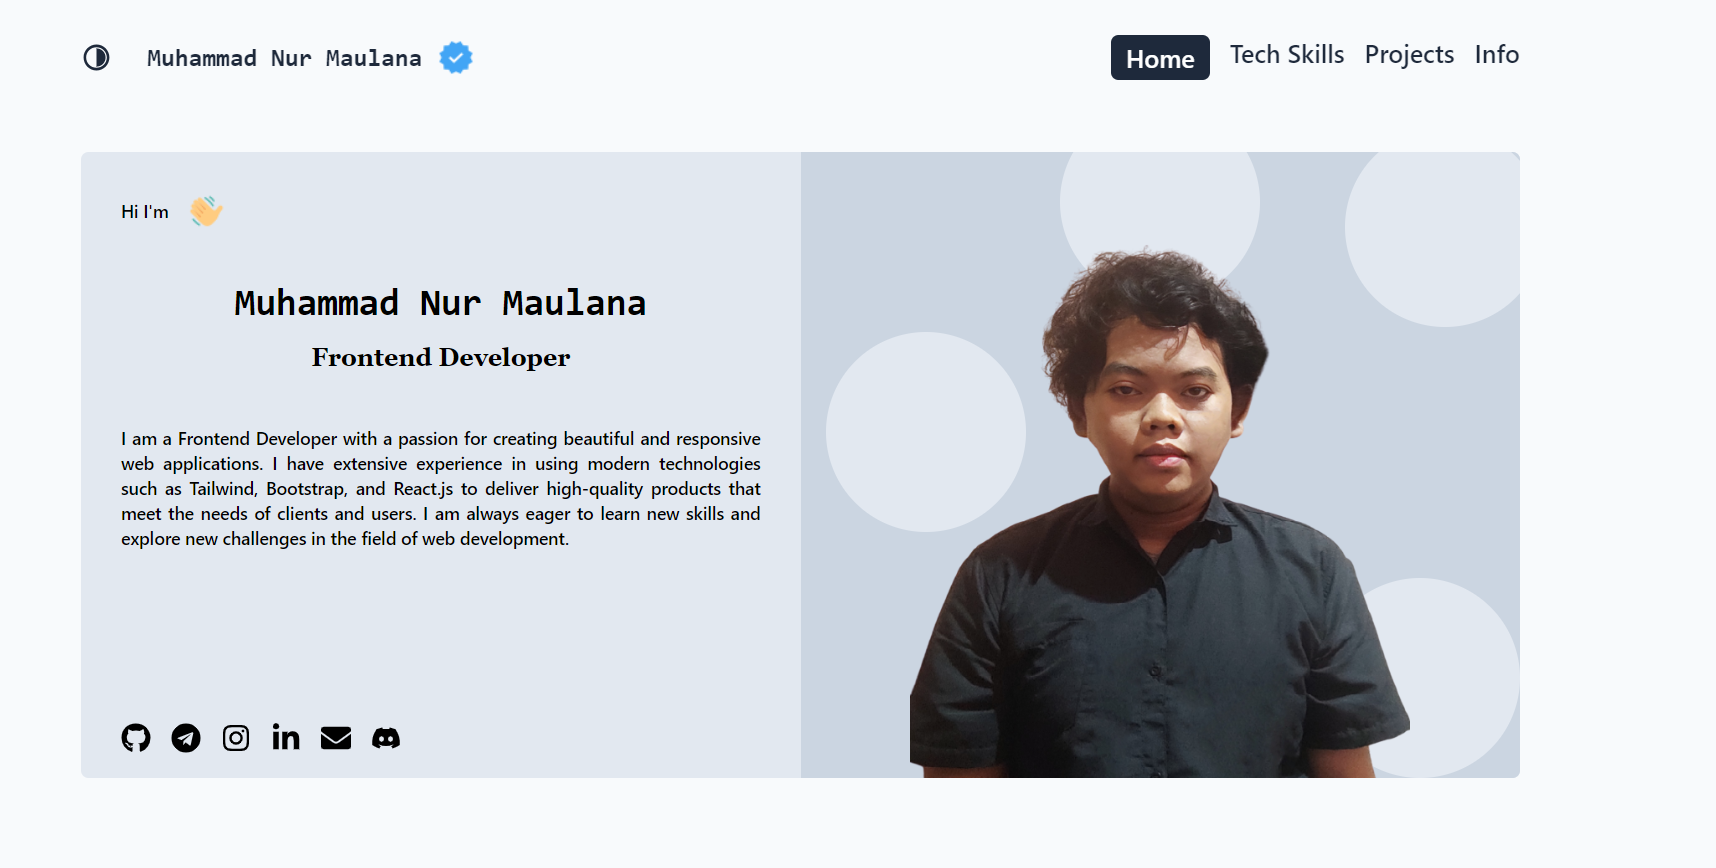 Muhammad Nur Maulana
Home Tech Skills Projects Info
Hi I'm
Muhammad Nur Maulana
Frontend Developer
I am a Frontend Developer with a passion for creating beautiful and responsive
web applications. I have extensive experience in using modern technologies
such as Tailwind, Bootstrap, and React.js to deliver high-quality products that
meet the needs of clients and users. I am always eager to learn new skills and
explore new challenges in the field of web development.
in